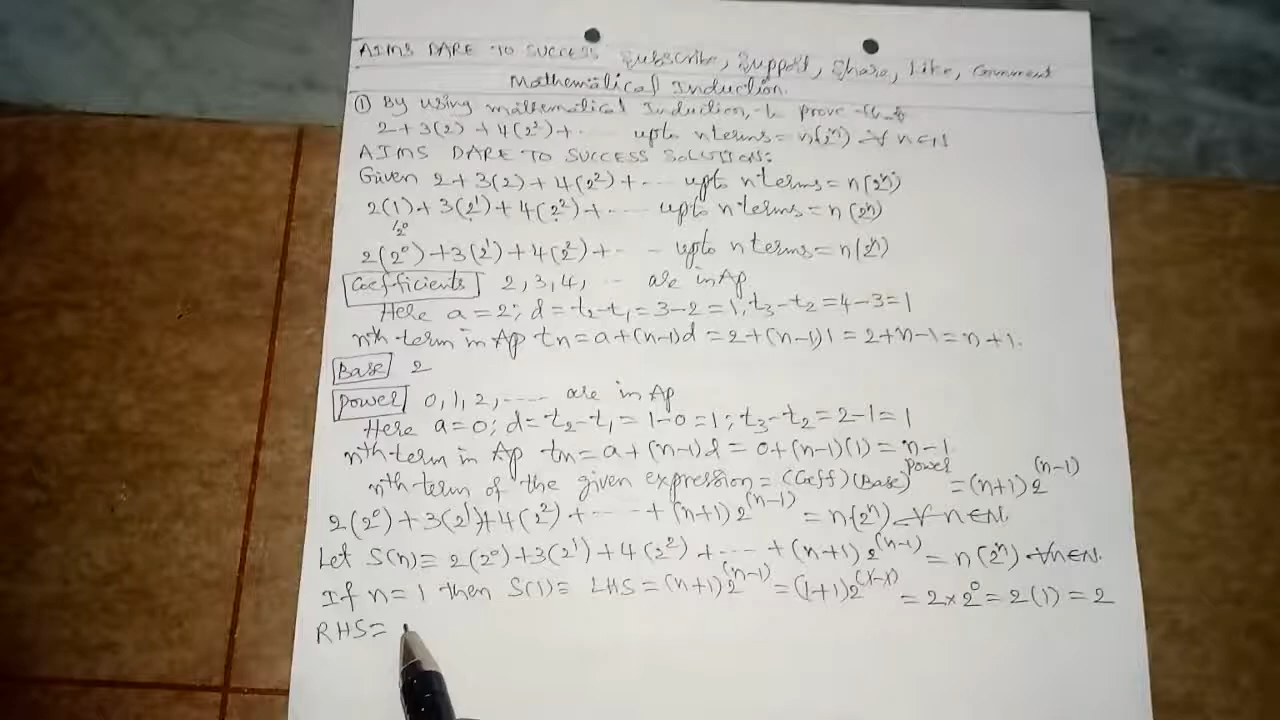 AIMS DARE TO SUCCESS Subscribe, Support, Share, Like, Comment
Mathematical Induction.
① By using mathematical Induction, to prove that
2+3(2)+4(2²)+ ..... upto n terms = n(2ⁿ) ∀ n∈N
AIMS DARE TO SUCCESS SOLUTION:
Given 2+3(2)+4(2²)+ .... upto n terms = n(2ⁿ)
2(1)+3(2¹)+4(2²)+ ..... upto n terms = n(2ⁿ)
2⁰
2(2⁰)+3(2¹)+4(2²)+ .. - upto n terms = n(2ⁿ)
Coefficients 2,3,4, ... are in Ap
Here a=2; d=t₂-t₁=3-2=1; t₃-t₂=4-3=1
nth term in Ap tn=a+(n-1)d=2+(n-1)1=2+n-1=n+1.
Base 2
Power 0,1,2,..... are in Ap
Here a=0; d=t₂-t₁=1-0=1; t₃-t₂=2-1=1
nth term in Ap tn=a+(n-1)d=0+(n-1)(1)=n-1
nth term of the given expression=(Coeff)(Base)^power=(n+1)2^(n-1)
2(2⁰)+3(2¹)+4(2²)+.....+(n+1)2^(n-1)=n(2ⁿ) ∀ n∈N.
Let S(n)=2(2⁰)+3(2¹)+4(2²)+....+(n+1)2^(n-1)=n(2ⁿ) ∀n∈N.
If n=1 then S(1)= LHS=(n+1)2^(n-1)=(1+1)2^(1-1)=2×2⁰=2(1)=2
RHS=